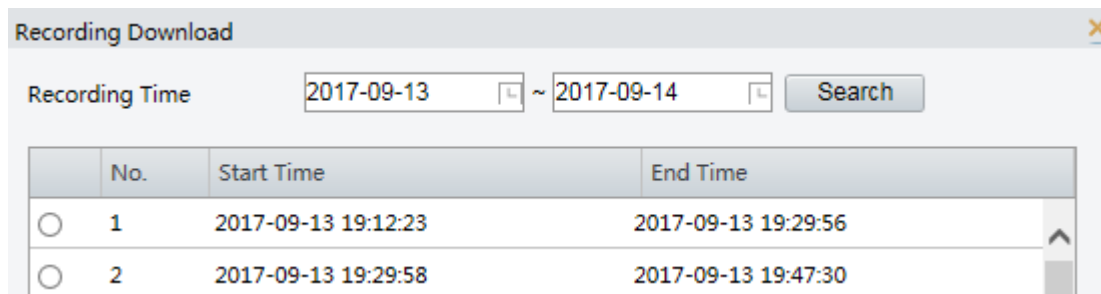 Recording Download
Recording Time 2017-09-13 ~ 2017-09-14 Search
No. Start Time End Time
1 2017-09-13 19:12:23 2017-09-13 19:29:56
2 2017-09-13 19:29:58 2017-09-13 19:47:30